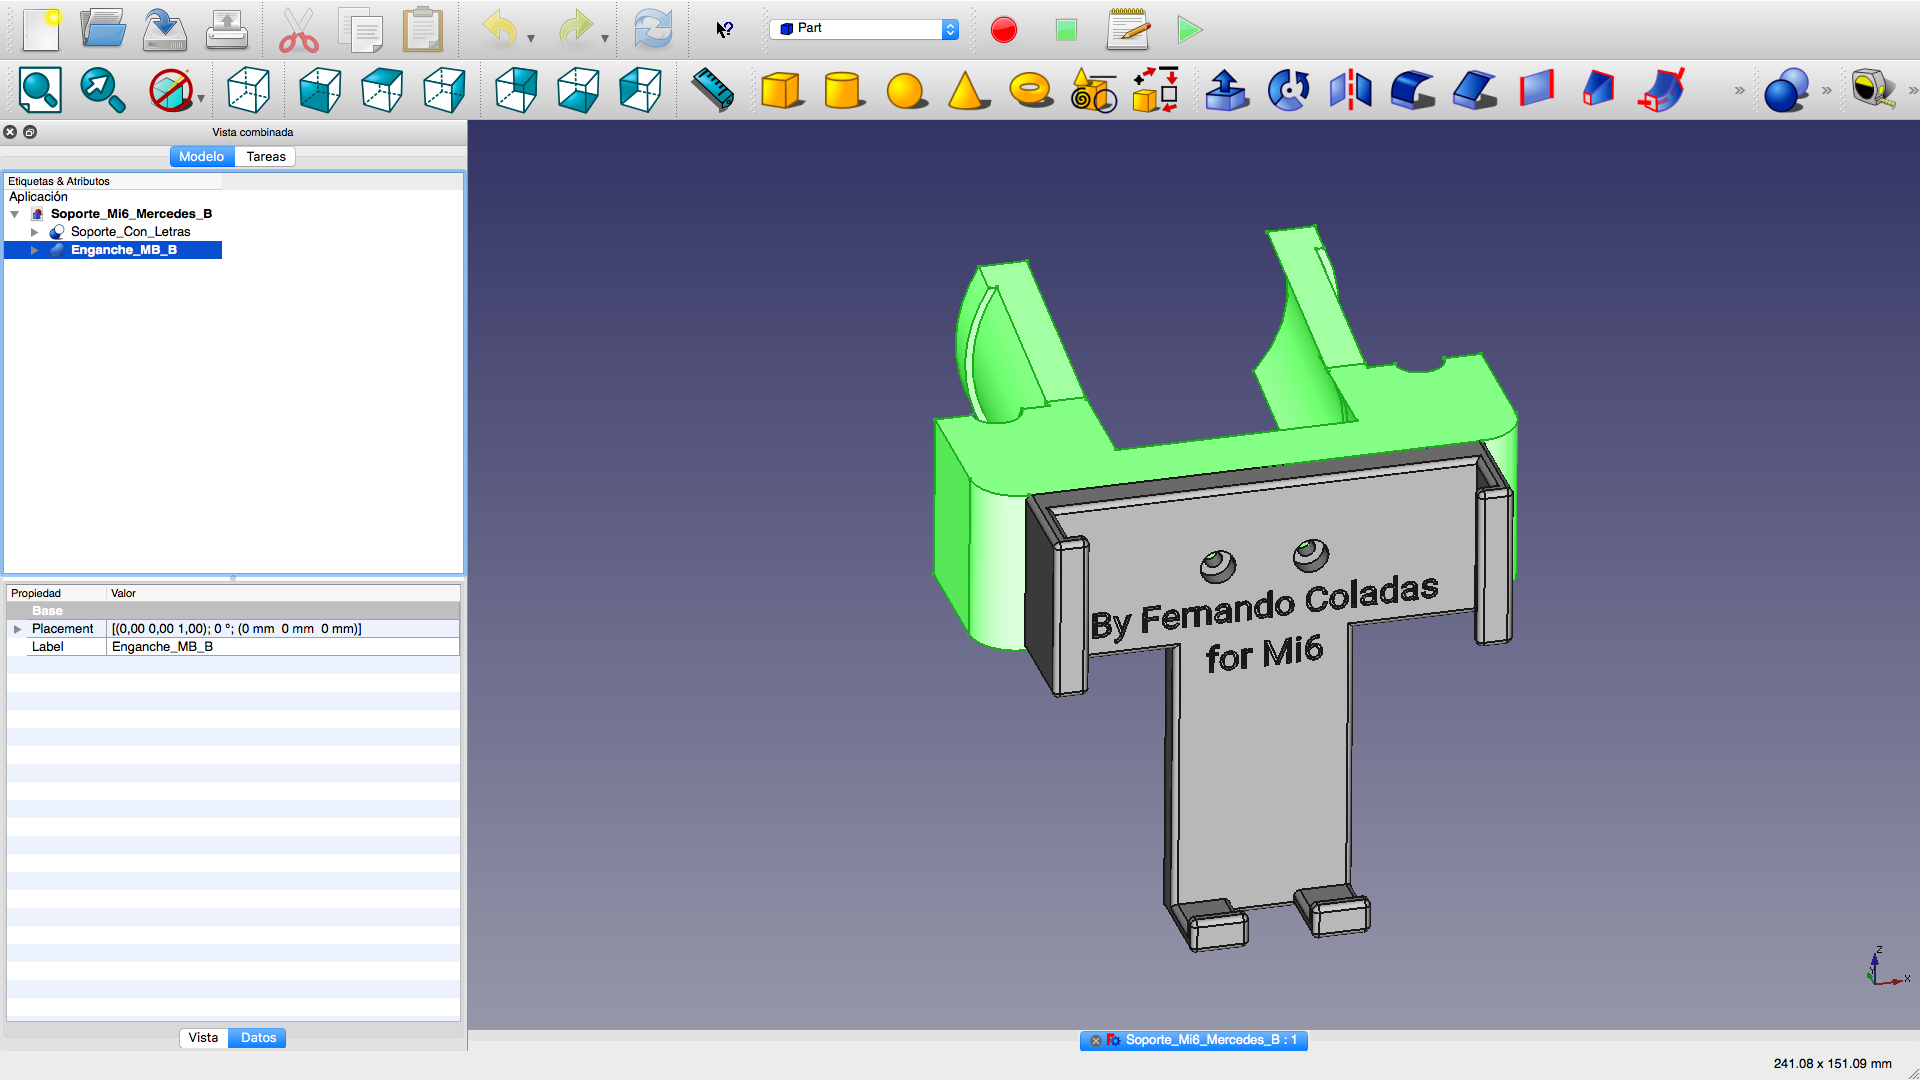 Part
Vista combinada
Modelo Tareas
Etiquetas & Atributos
Aplicación
Soporte_Mi6_Mercedes_B
Soporte_Con_Letras
Enganche_MB_B
Propiedad Valor
Base
Placement [(0,00 0,00 1,00); 0 °; (0 mm 0 mm 0 mm)]
Label Enganche_MB_B
Vista Datos
By Fernando Coladas
for Mi6
Z
Y
X
Soporte_Mi6_Mercedes_B : 1
241.08 x 151.09 mm